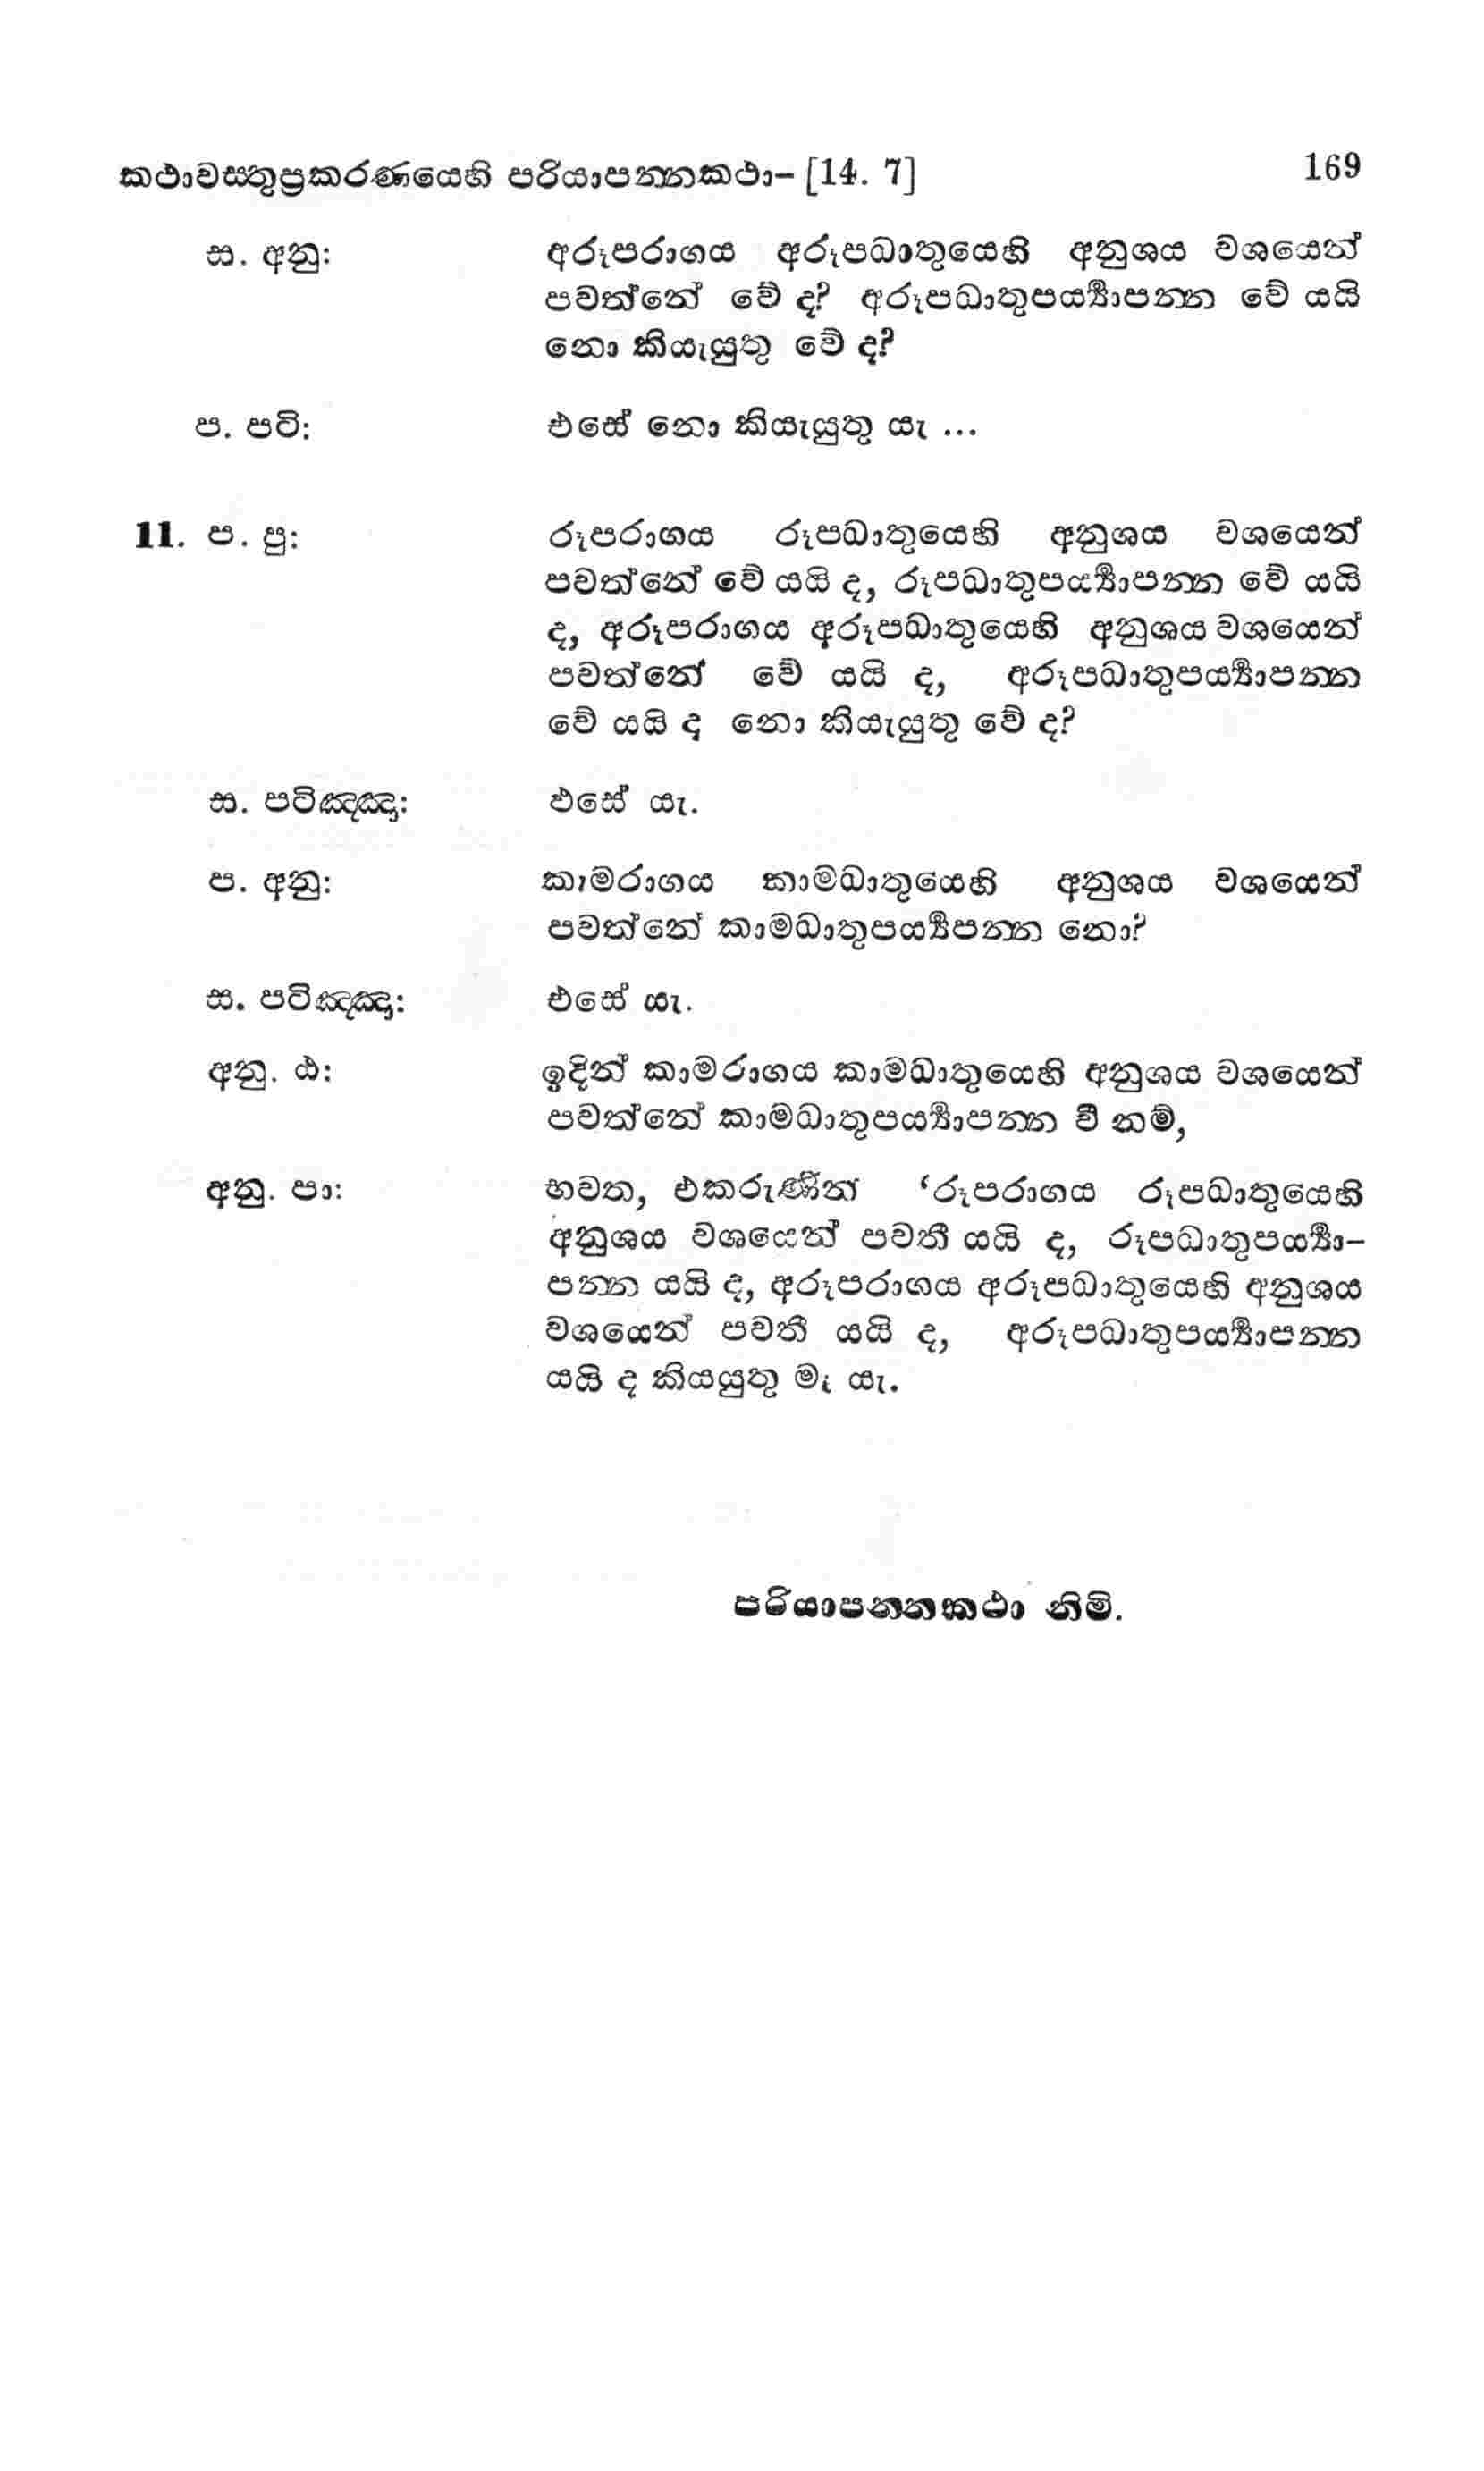 කථාවස්තුප්‍රකරණයෙහි පරියාපන්නකථා- [14. 7] 169
ස. අනු: අරූපරාගය අරූපධාතුයෙහි අනුශය වශයෙන්
පවත්නේ වේ ද? අරූපධාතුපර්‍ය්‍යාපන්න වේ යයි
නො කියැයුතු වේ ද?
ප. පටි: එසේ නො කියැයුතු යැ ...
11. ප. පු: රූපරාගය රූපධාතුයෙහි අනුශය වශයෙන්
පවත්නේ වේ යයි ද, රූපධාතුපර්‍ය්‍යාපන්න වේ යයි
ද, අරූපරාගය අරූපධාතුයෙහි අනුශය වශයෙන්
පවත්නේ වේ යයි ද, අරූපධාතුපර්‍ය්‍යාපන්න
වේ යයි ද නො කියැයුතු වේ ද?
ස. පටිඤ්ඤ: එසේ යැ.
ප. අනු: කාමරාගය කාමධාතුයෙහි අනුශය වශයෙන්
පවත්නේ කාමධාතුපර්‍ය්‍යපන්න නො?
ස. පටිඤ්ඤ: එසේ යැ.
අනු. ඨ: ඉදින් කාමරාගය කාමධාතුයෙහි අනුශය වශයෙන්
පවත්නේ කාමධාතුපර්‍ය්‍යාපන්න වී නම්,
අනු. පා: භවත, එකරුණින් ‘රූපරාගය රූපධාතුයෙහි
අනුශය වශයෙන් පවතී යයි ද, රූපධාතුපර්‍ය්‍යා-
පන්න යයි ද, අරූපරාගය අරූපධාතුයෙහි අනුශය
වශයෙන් පවතී යයි ද, අරූපධාතුපර්‍ය්‍යාපන්න
යයි ද කියයුතු මැ යැ.
පරියාපන්නකථා නිමි.